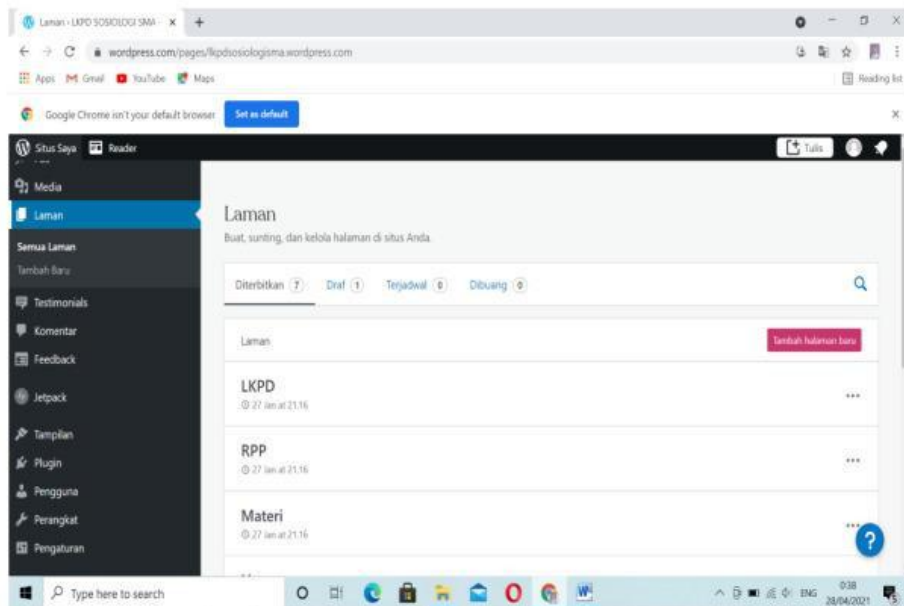 Laman ‹ LKPD SOSIOLOGI SMA
wordpress.com/pages/lkpdsosiologisma.wordpress.com
Apps Gmail YouTube Maps Reading list
Google Chrome isn't your default browser Set as default
Situs Saya Reader Tulis
Media
Laman
Semua Laman
Tambah Baru
Testimonials
Komentar
Feedback
Jetpack
Tampilan
Plugin
Pengguna
Perangkat
Pengaturan
Laman
Buat, sunting, dan kelola halaman di situs Anda.
Diterbitkan 7 Draf 1 Terjadwal 0 Dibuang 0
Laman Tambah halaman baru
LKPD
27 Jan at 21.16
RPP
27 Jan at 21.16
Materi
27 Jan at 21.16
?
Type here to search ENG 0:38
28/04/2021 5